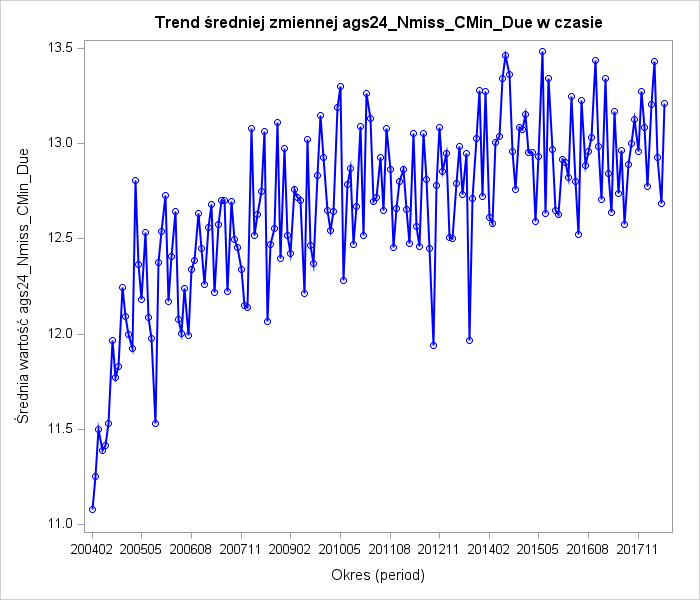 Trend średniej zmiennej ags24_Nmiss_CMin_Due w czasie
13.5
13.0
12.5
12.0
11.5
11.0
Średnia wartość ags24_Nmiss_CMin_Due
200402 200505 200608 200711 200902 201005 201108 201211 201402 201505 201608 201711
Okres (period)